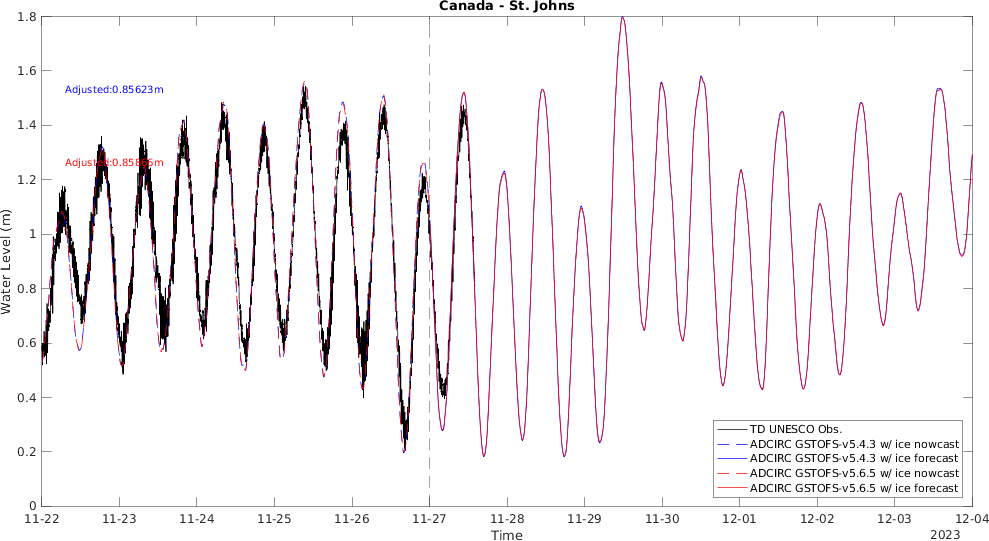 Canada - St. Johns
Adjusted:0.85623m
Adjusted:0.85866m
Water Level (m)
1.8
1.6
1.4
1.2
1
0.8
0.6
0.4
0.2
0
TD UNESCO Obs.
ADCIRC GSTOFS-v5.4.3 w/ ice nowcast
ADCIRC GSTOFS-v5.4.3 w/ ice forecast
ADCIRC GSTOFS-v5.6.5 w/ ice nowcast
ADCIRC GSTOFS-v5.6.5 w/ ice forecast
11-22 11-23 11-24 11-25 11-26 11-27 11-28 11-29 11-30 12-01 12-02 12-03 12-04
Time
2023